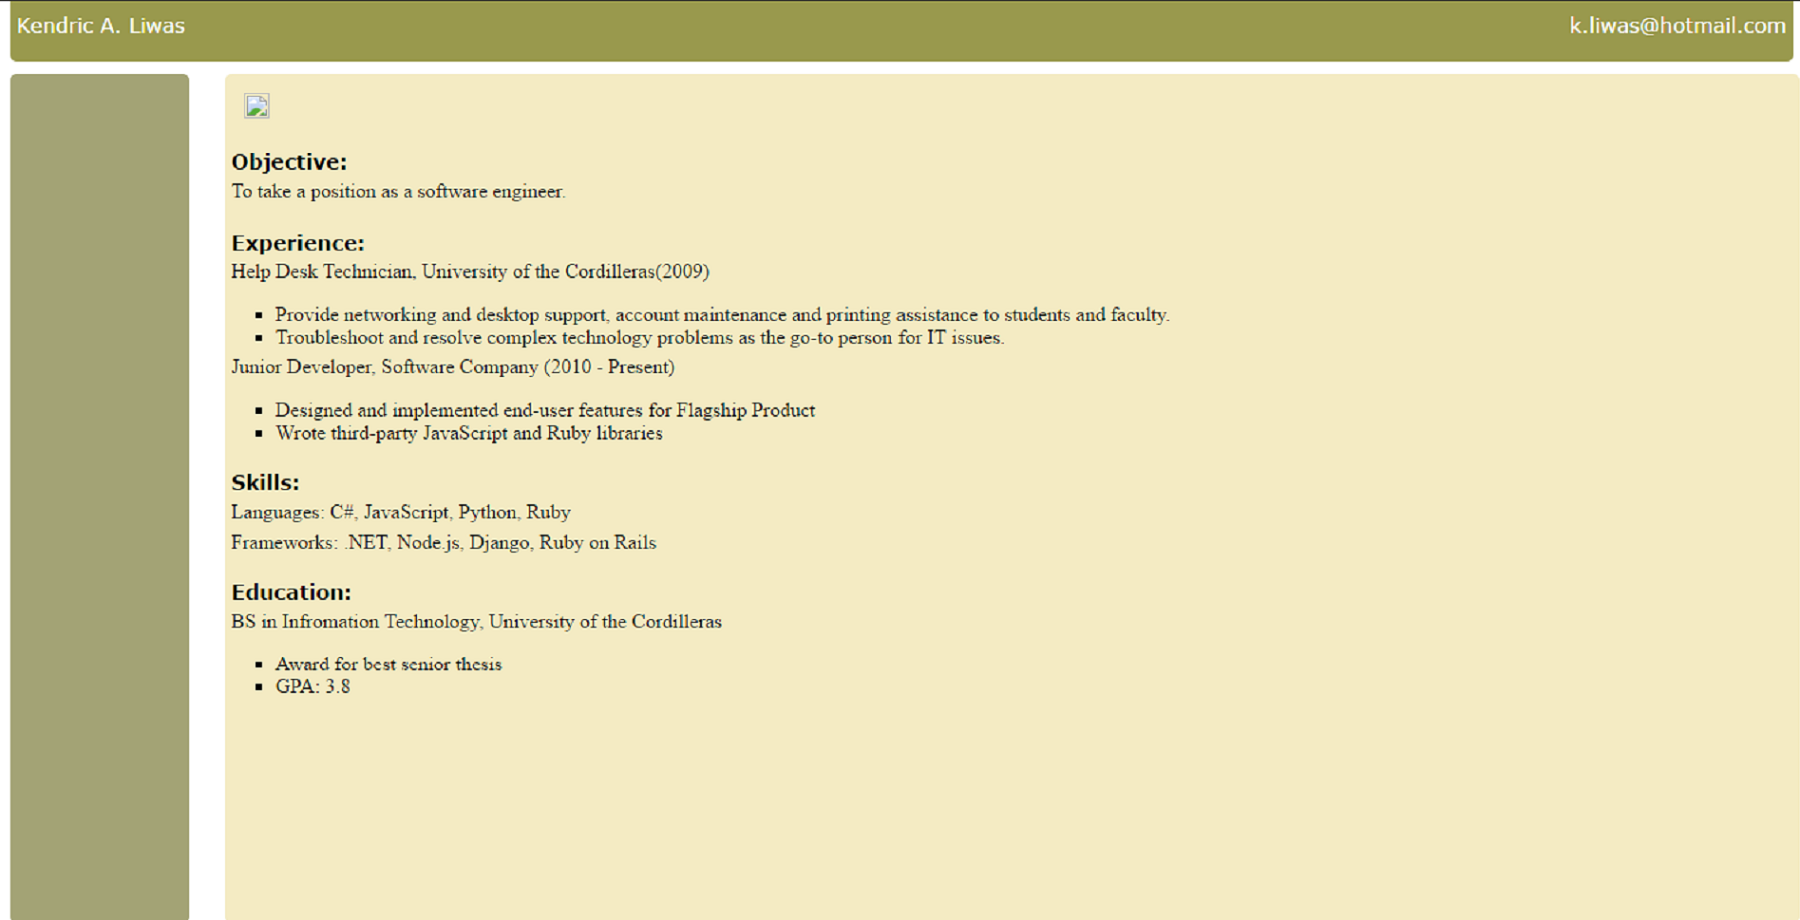 Kendric A. Liwas
k.liwas@hotmail.com
Objective:
To take a position as a software engineer.
Experience:
Help Desk Technician, University of the Cordilleras(2009)
Provide networking and desktop support, account maintenance and printing assistance to students and faculty.
Troubleshoot and resolve complex technology problems as the go-to person for IT issues.
Junior Developer, Software Company (2010 - Present)
Designed and implemented end-user features for Flagship Product
Wrote third-party JavaScript and Ruby libraries
Skills:
Languages: C#, JavaScript, Python, Ruby
Frameworks: .NET, Node.js, Django, Ruby on Rails
Education:
BS in Infromation Technology, University of the Cordilleras
Award for best senior thesis
GPA: 3.8